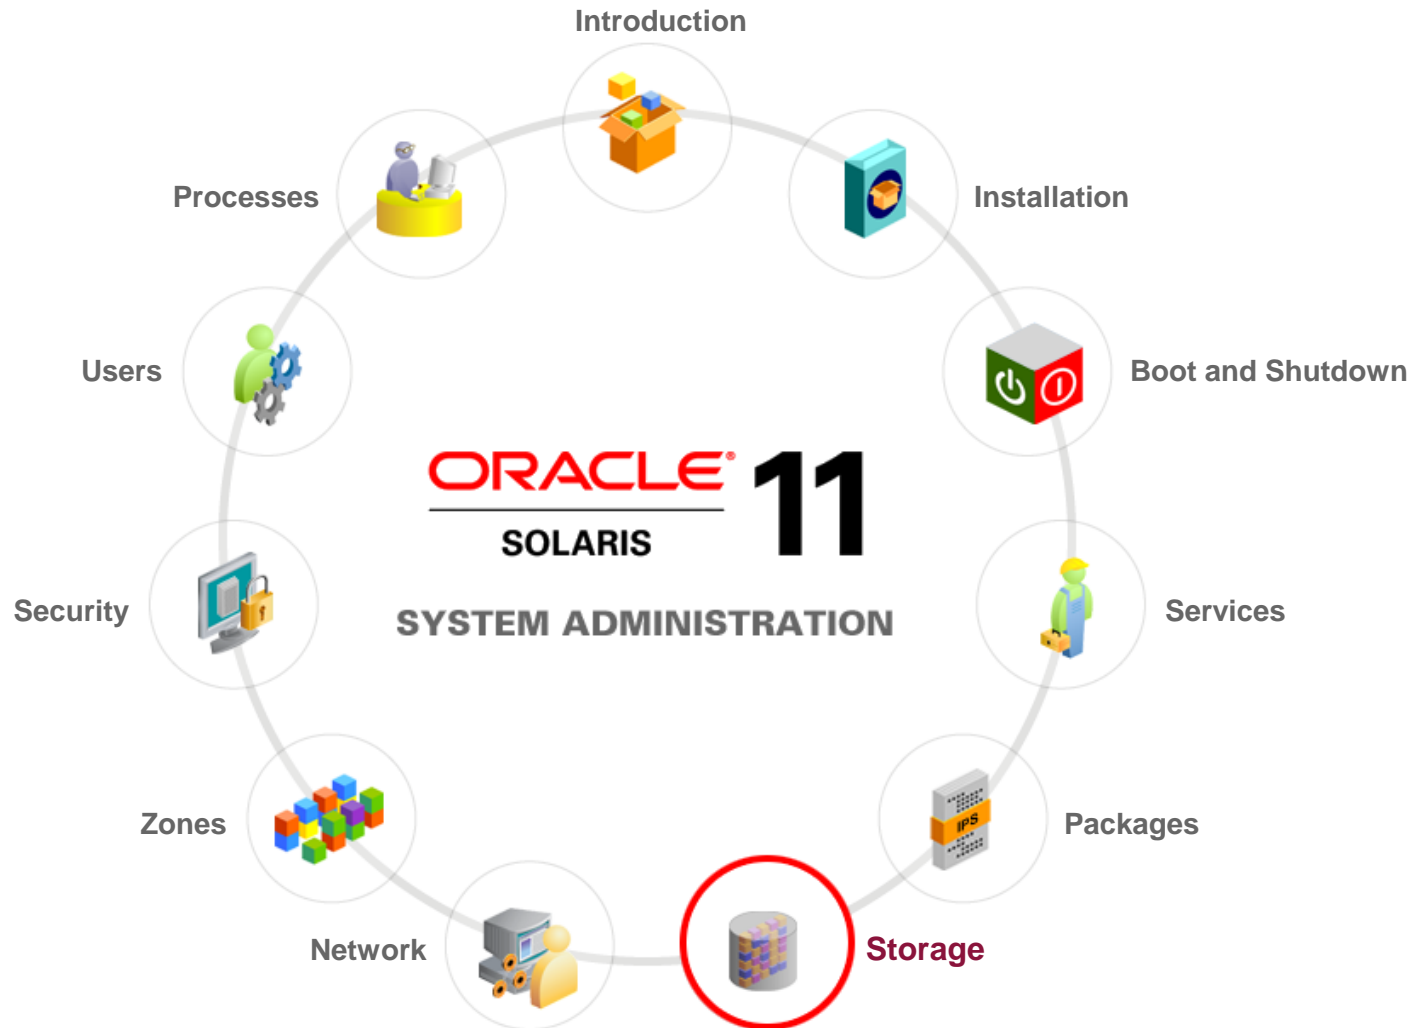 Introduction
Processes
Installation
Users
Boot and Shutdown
ORACLE® 11
SOLARIS
SYSTEM ADMINISTRATION
Security
Services
Zones
IPS
Packages
Network
Storage